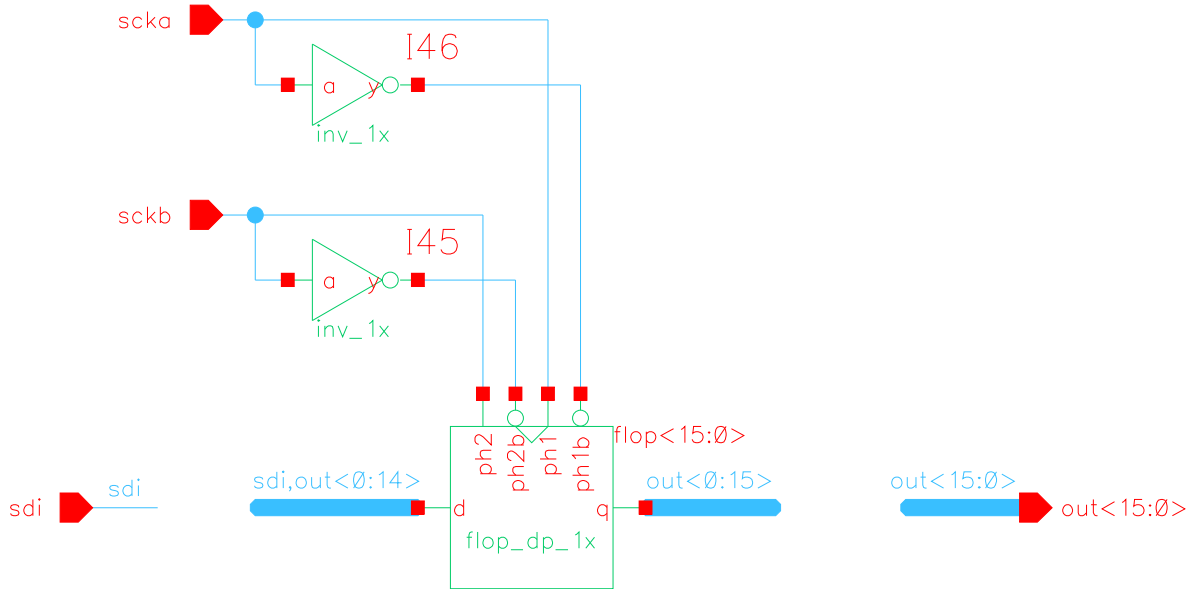 scka
I46
a y
inv_1x
sckb
I45
a y
inv_1x
ph2 ph2b ph1 ph1b
flop<15:0>
sdi
sdi
sdi,out<0:14>
d
q
flop_dp_1x
out<0:15>
out<15:0>
out<15:0>